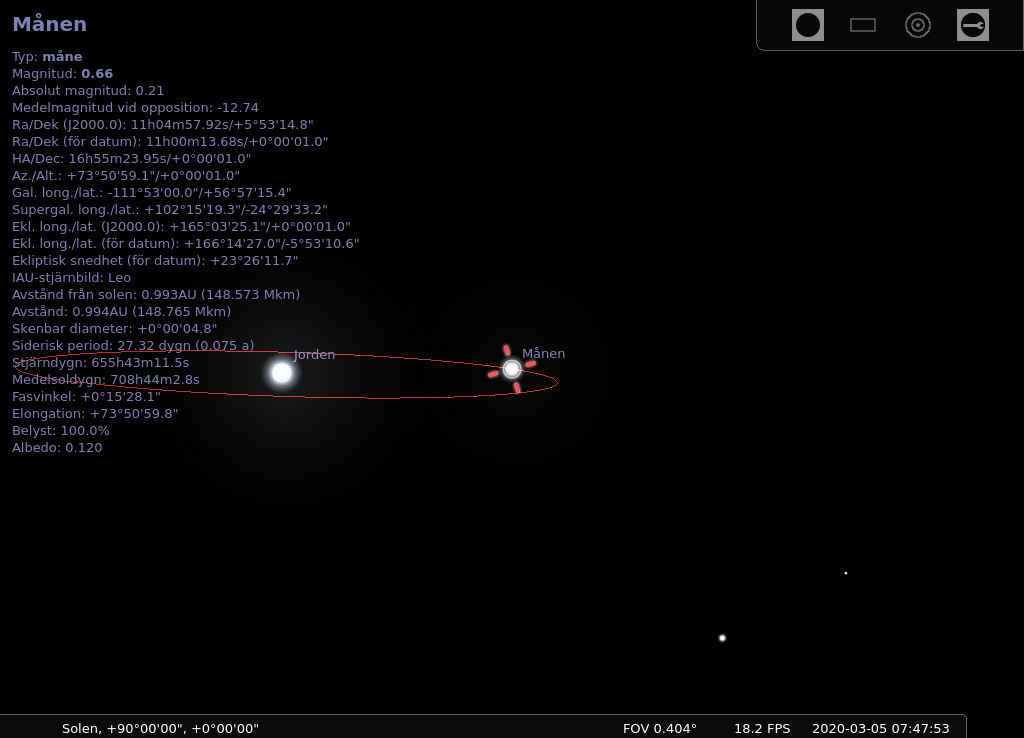 Månen
Typ: måne
Magnitud: 0.66
Absolut magnitud: 0.21
Medelmagnitud vid opposition: -12.74
Ra/Dek (J2000.0): 11h04m57.92s/+5°53'14.8"
Ra/Dek (för datum): 11h00m13.68s/+0°00'01.0"
HA/Dec: 16h55m23.95s/+0°00'01.0"
Az./Alt.: +73°50'59.1"/+0°00'01.0"
Gal. long./lat.: -111°53'00.0"/+56°57'15.4"
Supergal. long./lat.: +102°15'19.3"/-24°29'33.2"
Ekl. long./lat. (J2000.0): +165°03'25.1"/+0°00'01.0"
Ekl. long./lat. (för datum): +166°14'27.0"/-5°53'10.6"
Ekliptisk snedhet (för datum): +23°26'11.7"
IAU-stjärnbild: Leo
Avstånd från solen: 0.993AU (148.573 Mkm)
Avstånd: 0.994AU (148.765 Mkm)
Skenbar diameter: +0°00'04.8"
Siderisk period: 27.32 dygn (0.075 a)
Stjärndygn: 655h43m11.5s
Medelsoldygn: 708h44m2.8s
Fasvinkel: +0°15'28.1"
Elongation: +73°50'59.8"
Belyst: 100.0%
Albedo: 0.120
Jorden
Månen
Solen, +90°00'00", +0°00'00"
FOV 0.404°
18.2 FPS
2020-03-05 07:47:53